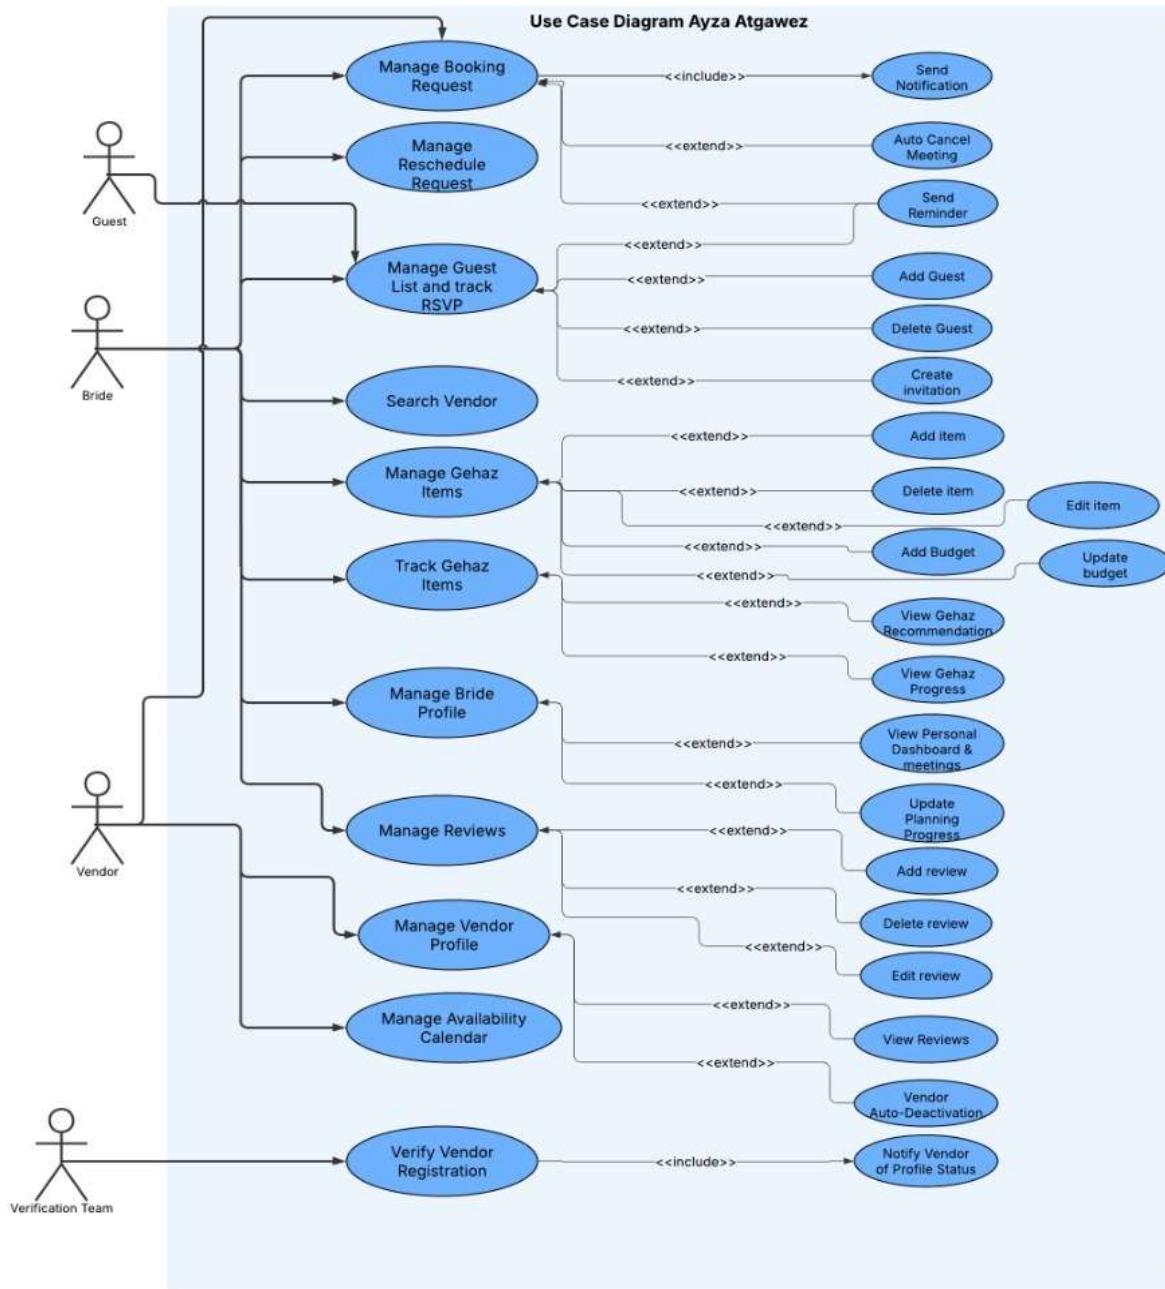 Use Case Diagram Ayza Atgawez
Manage Booking
Request
<<include>>
Send
Notification
Manage
Reschedule
Request
<<extend>>
Auto Cancel
Meeting
<<extend>>
Send
Reminder
Guest
<<extend>>
Manage Guest
List and track
RSVP
<<extend>>
Add Guest
<<extend>>
Delete Guest
Bride
<<extend>>
Create
invitation
Search Vendor
<<extend>>
Add item
Manage Gehaz
Items
<<extend>>
Delete item
<<extend>>
Edit item
<<extend>>
Add Budget
Track Gehaz
Items
<<extend>>
Update
budget
<<extend>>
View Gehaz
Recommendation
<<extend>>
View Gehaz
Progress
Manage Bride
Profile
<<extend>>
View Personal
Dashboard &
meetings
<<extend>>
Update
Planning
Progress
Vendor
Manage Reviews
<<extend>>
Add review
<<extend>>
Delete review
Manage Vendor
Profile
<<extend>>
Edit review
<<extend>>
View Reviews
Manage Availability
Calendar
<<extend>>
Vendor
Auto-Deactivation
Verification Team
Verify Vendor
Registration
<<include>>
Notify Vendor
of Profile Status